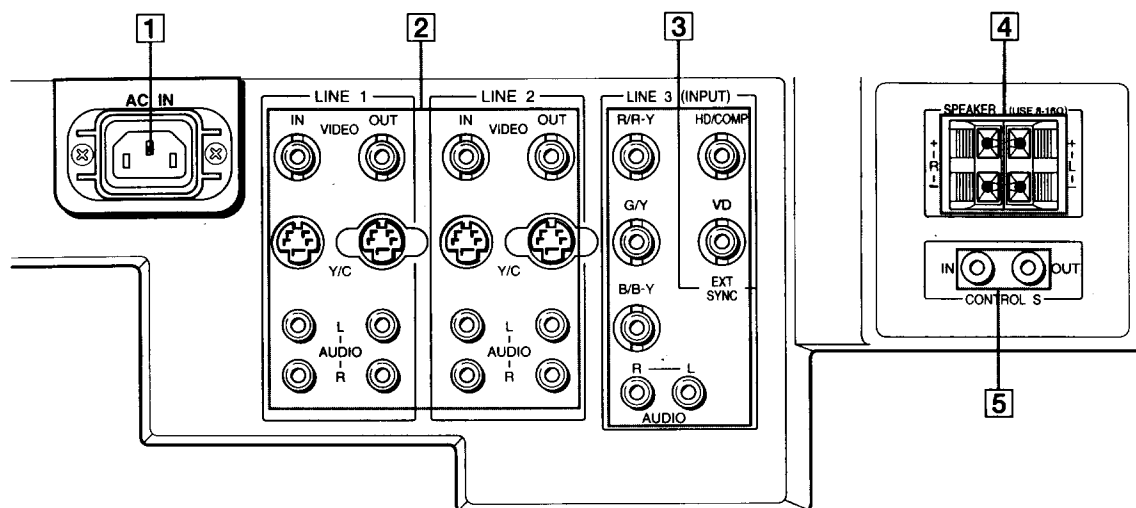 1
2
3
4
AC IN
LINE 1
IN VIDEO OUT
Y/C
L
AUDIO
R
LINE 2
IN VIDEO OUT
Y/C
L
AUDIO
R
LINE 3 (INPUT)
R/R-Y HD/COMP
G/Y VD
B/B-Y EXT
SYNC
R L
AUDIO
SPEAKER (USE 8-16Ω)
+ +
R L
- -
IN OUT
CONTROL S
5